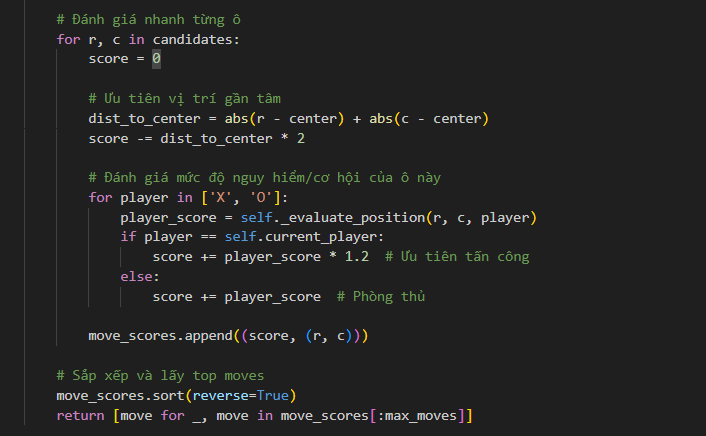 # Đánh giá nhanh từng ô
for r, c in candidates:
    score = 0
    # Ưu tiên vị trí gần tâm
    dist_to_center = abs(r - center) + abs(c - center)
    score -= dist_to_center * 2
    # Đánh giá mức độ nguy hiểm/cơ hội của ô này
    for player in ['X', 'O']:
        player_score = self._evaluate_position(r, c, player)
        if player == self.current_player:
            score += player_score * 1.2  # Ưu tiên tấn công
        else:
            score += player_score  # Phòng thủ
    move_scores.append((score, (r, c)))
# Sắp xếp và lấy top moves
move_scores.sort(reverse=True)
return [move for _, move in move_scores[:max_moves]]